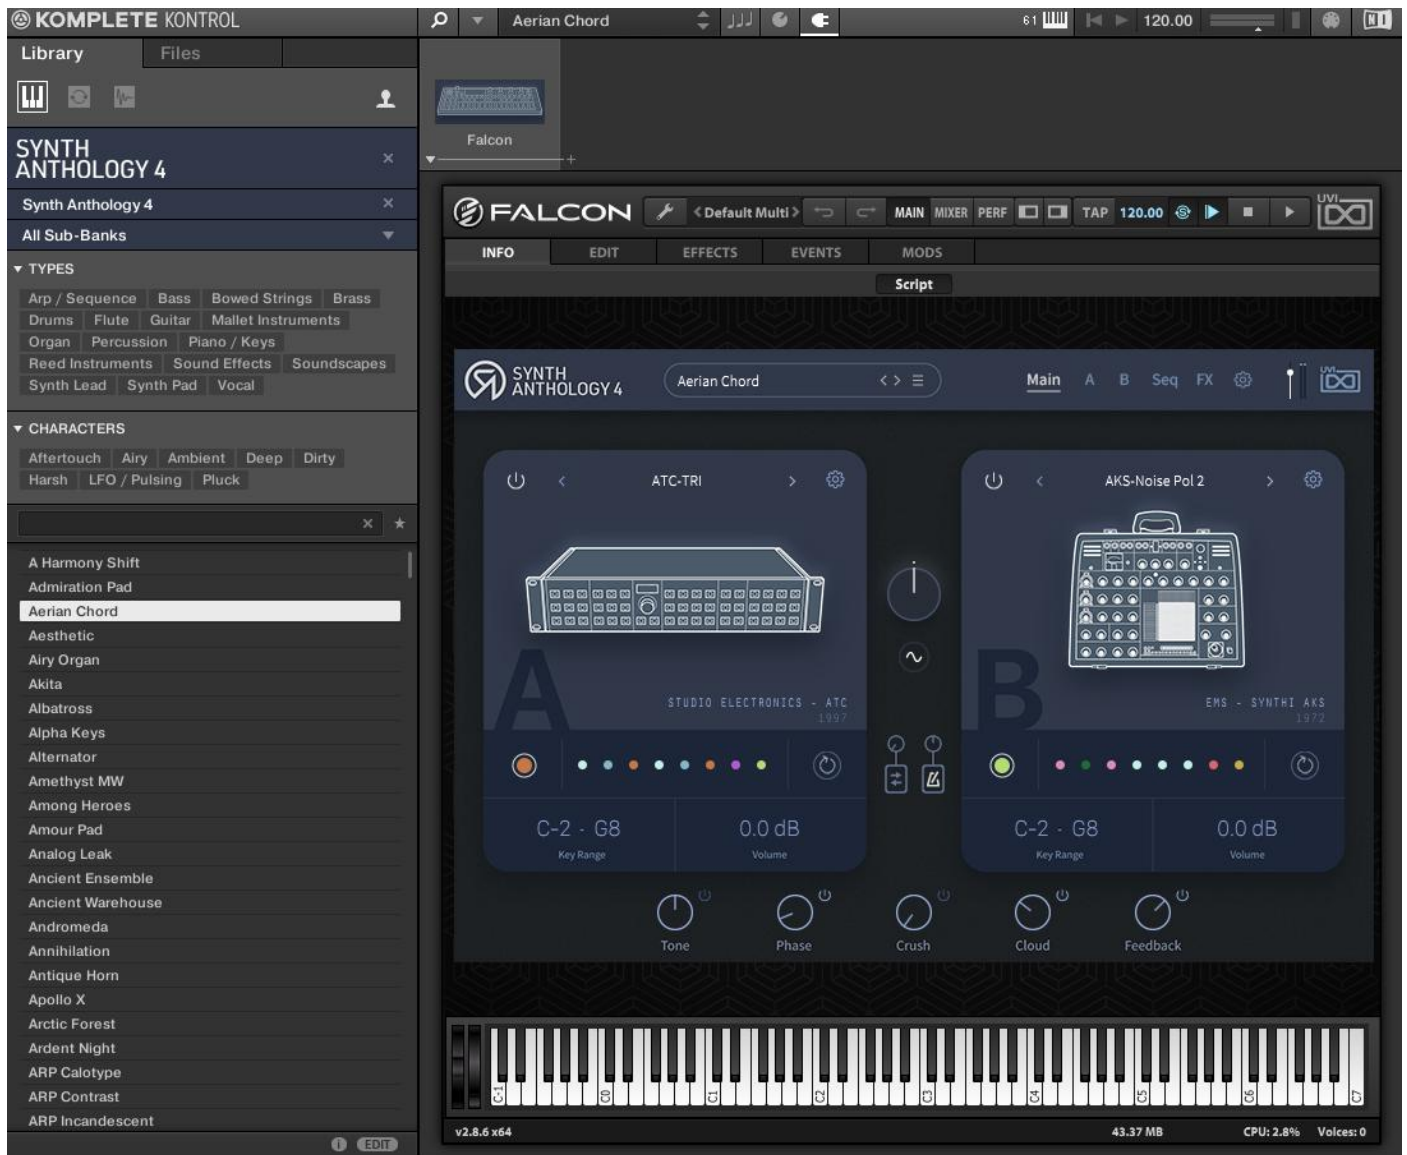 KOMPLETE KONTROL
Aerian Chord
61
120.00
Library
Files
Falcon
SYNTH
ANTHOLOGY 4
Synth Anthology 4
All Sub-Banks
TYPES
Arp / Sequence Bass Bowed Strings Brass
Drums Flute Guitar Mallet Instruments
Organ Percussion Piano / Keys
Reed Instruments Sound Effects Soundscapes
Synth Lead Synth Pad Vocal
CHARACTERS
Aftertouch Airy Ambient Deep Dirty
Harsh LFO / Pulsing Pluck
A Harmony Shift
Admiration Pad
Aerian Chord
Aesthetic
Airy Organ
Akita
Albatross
Alpha Keys
Alternator
Amethyst MW
Among Heroes
Amour Pad
Analog Leak
Ancient Ensemble
Ancient Warehouse
Andromeda
Annihilation
Antique Horn
Apollo X
Arctic Forest
Ardent Night
ARP Calotype
ARP Contrast
ARP Incandescent
EDIT
FALCON
Default Multi
MAIN MIXER PERF
TAP 120.00
UVI
INFO EDIT EFFECTS EVENTS MODS
Script
SYNTH
ANTHOLOGY 4
Aerian Chord
Main A B Seq FX
UVI
ATC-TRI
A
STUDIO ELECTRONICS - ATC
1997
C-2 - G8
Key Range
0.0 dB
Volume
AKS-Noise Pol 2
B
EMS - SYNTHI AKS
1972
C-2 - G8
Key Range
0.0 dB
Volume
Tone Phase Crush Cloud Feedback
C-1 C0 C1 C2 C3 C4 C5 C6 C7
v2.8.6 x64
43.37 MB
CPU: 2.8% Voices: 0